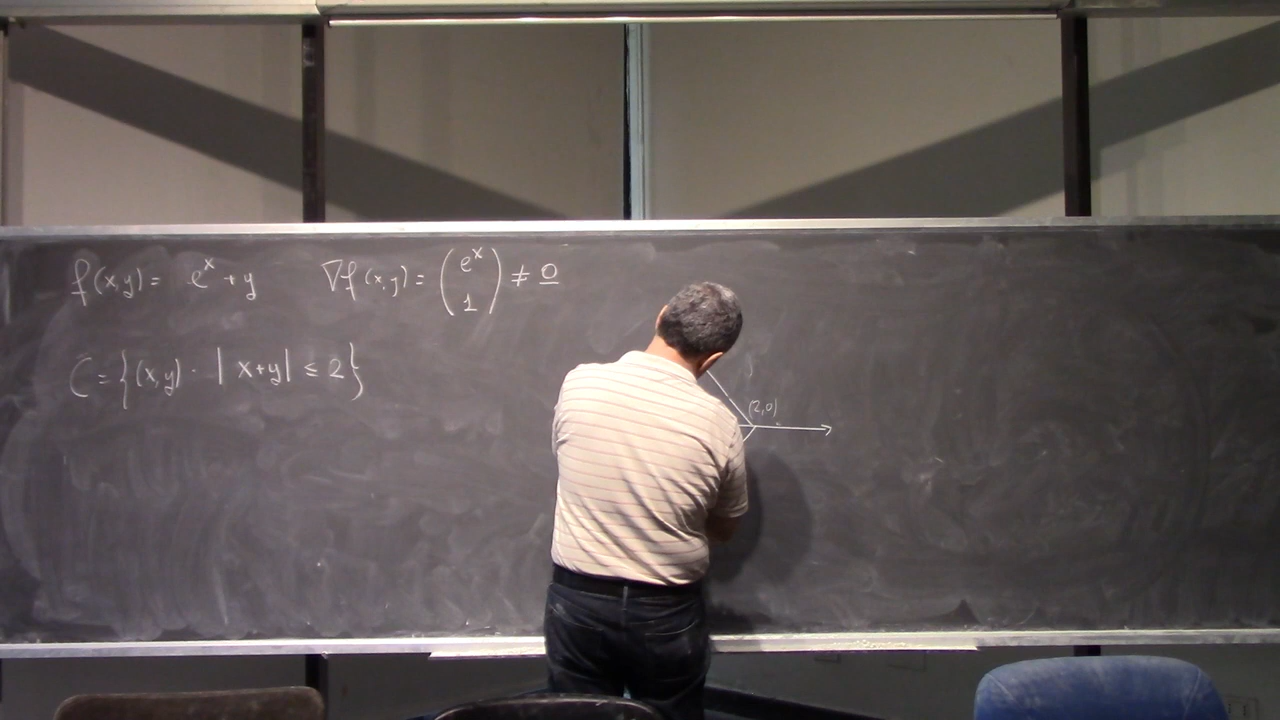 f(x,y) = e^x + y    ∇f(x,y) = (e^x 1) ≠ 0
C = {(x,y) : |x+y| ≤ 2}
(2,0)